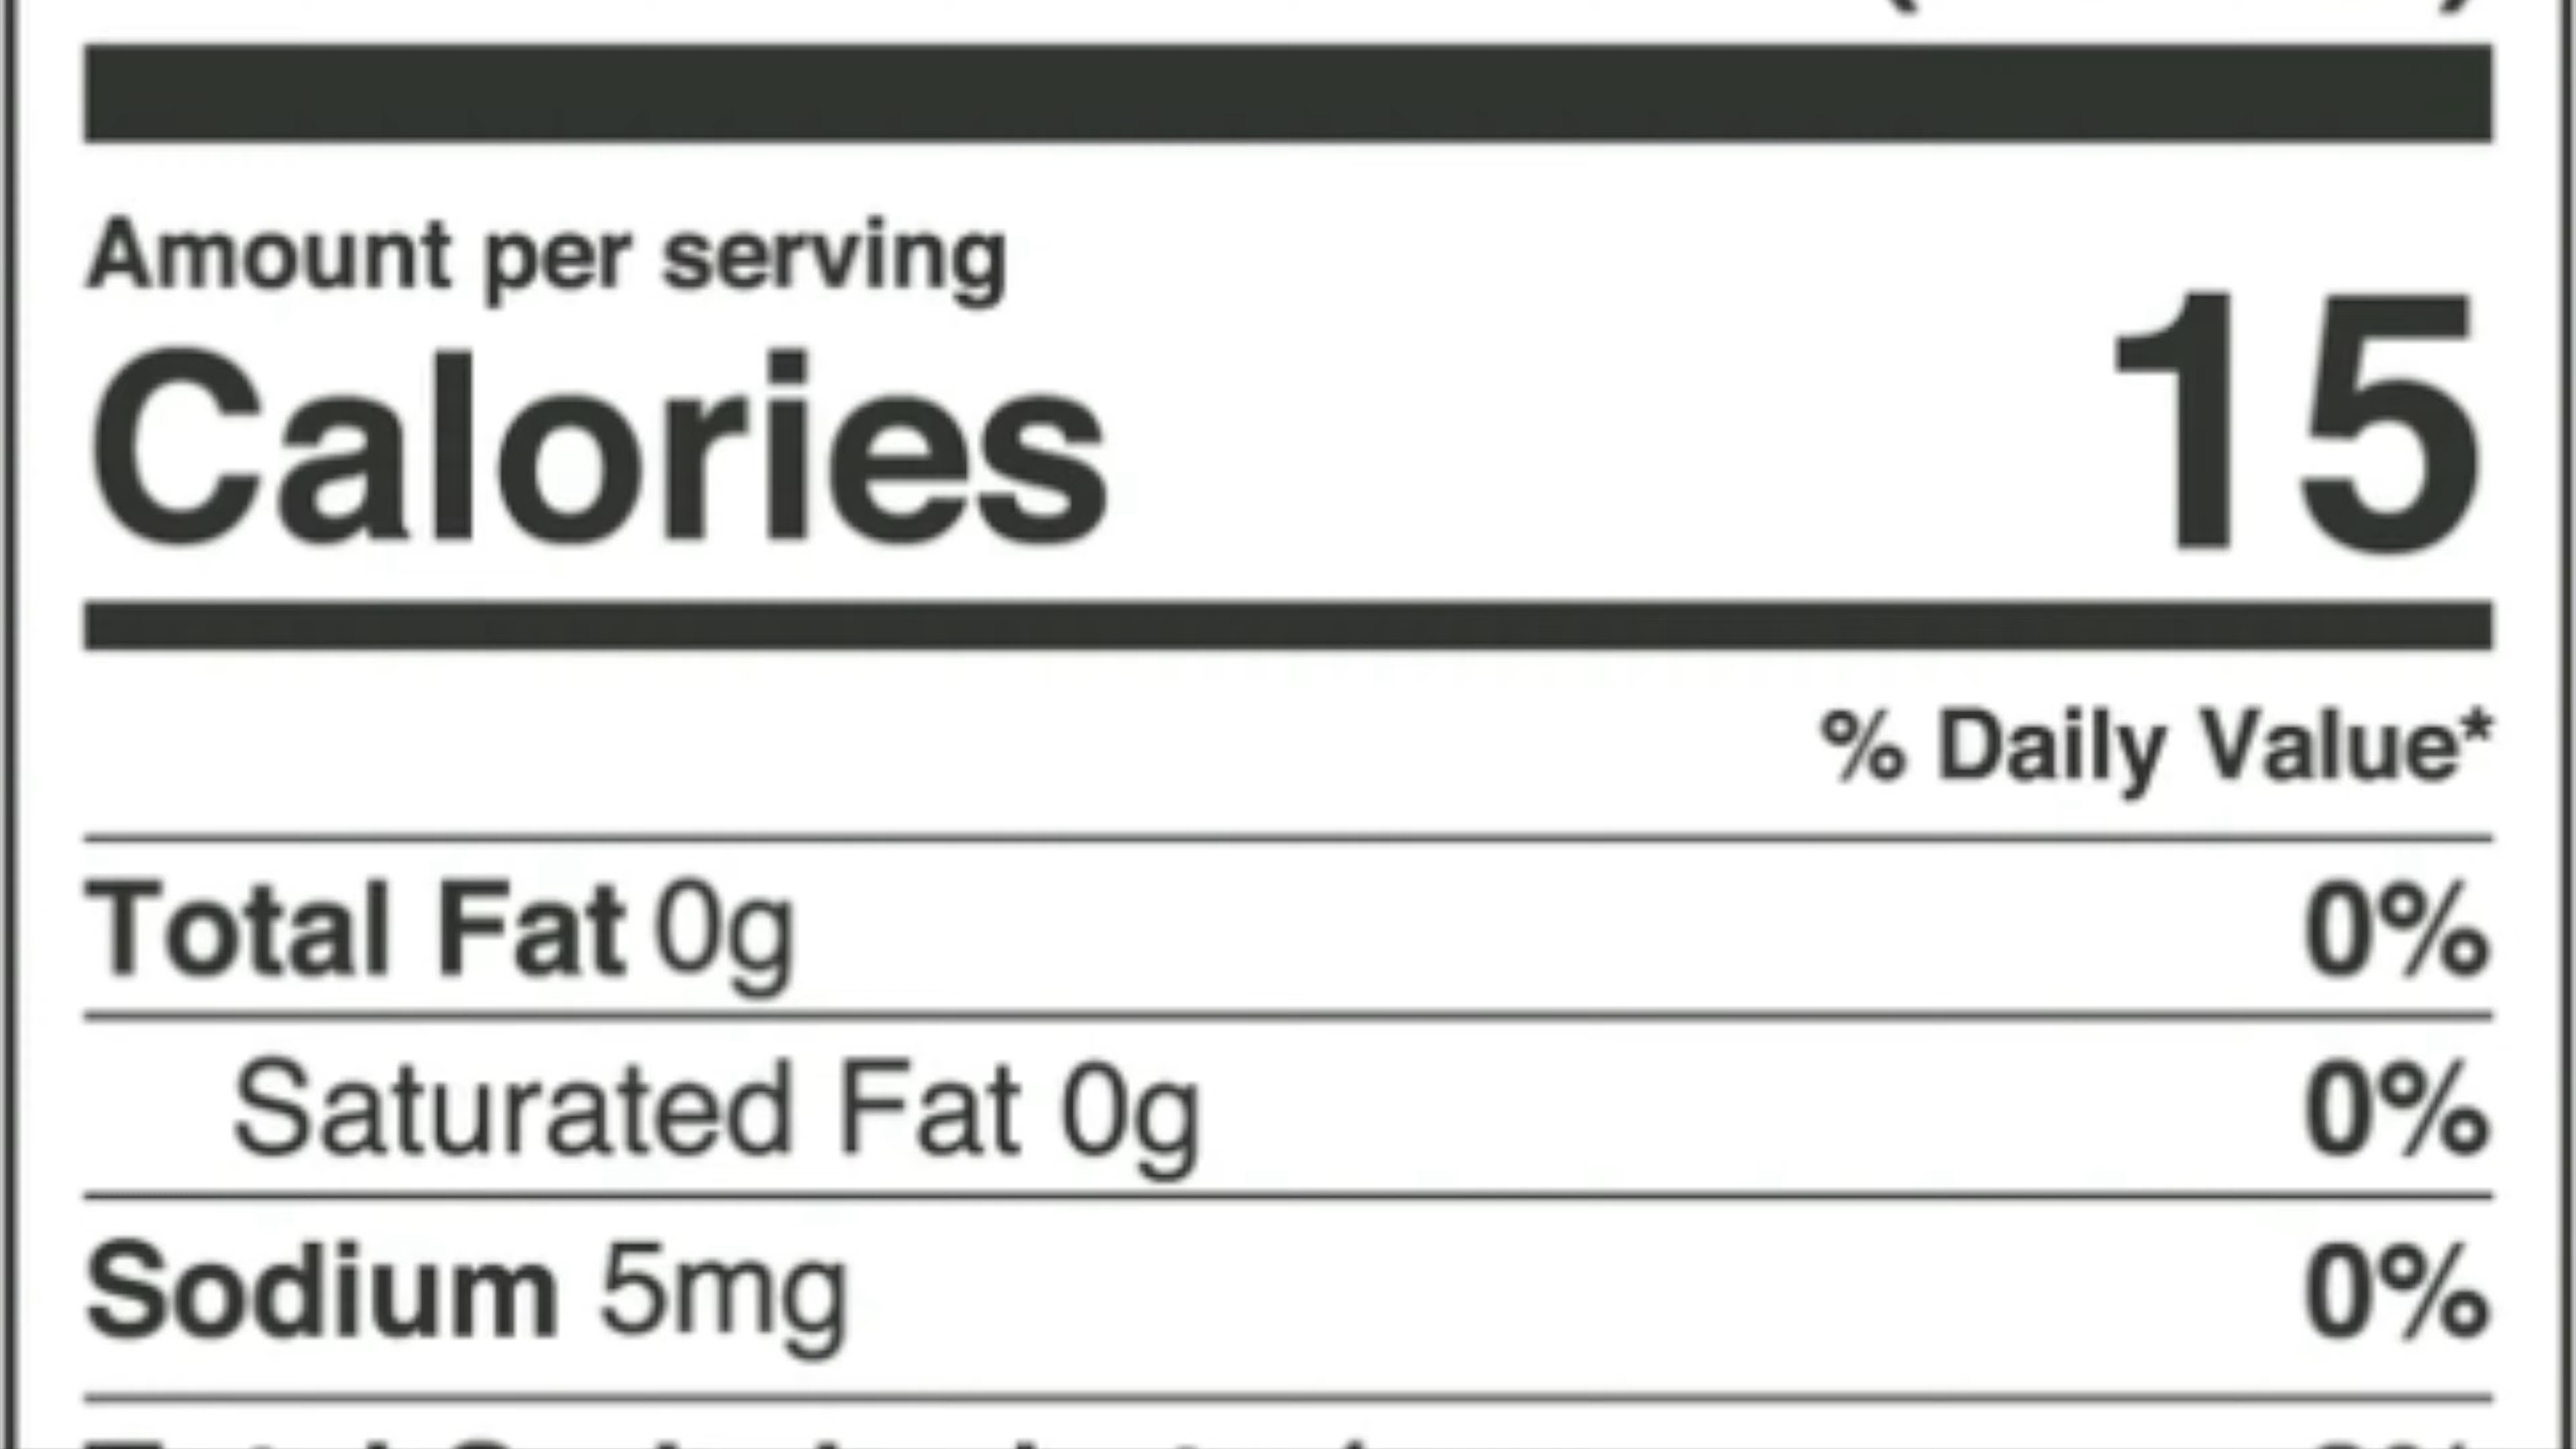 Amount per serving
Calories 15
% Daily Value*
Total Fat 0g 0%
Saturated Fat 0g 0%
Sodium 5mg 0%